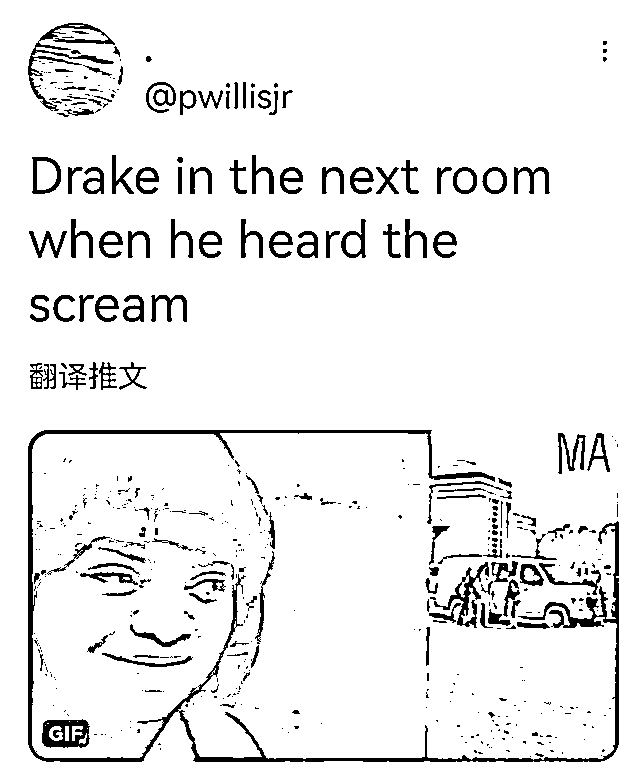 .
@pwillisjr
Drake in the next room
when he heard the
scream
翻译推文
MA
GIF